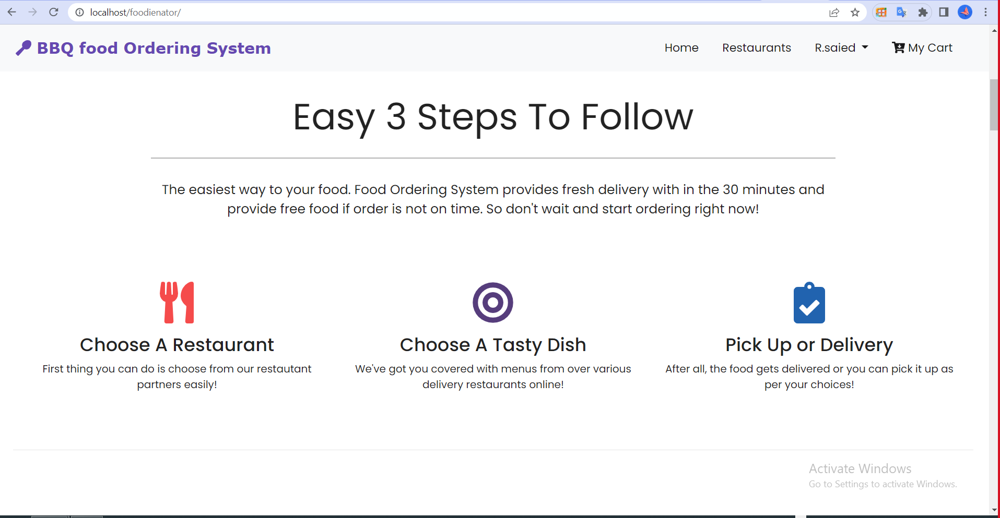 localhost/foodienator/
BBQ food Ordering System
Home
Restaurants
R.saied
My Cart
Easy 3 Steps To Follow
The easiest way to your food. Food Ordering System provides fresh delivery with in the 30 minutes and
provide free food if order is not on time. So don't wait and start ordering right now!
Choose A Restaurant
First thing you can do is choose from our restautant
partners easily!
Choose A Tasty Dish
We've got you covered with menus from over various
delivery restaurants online!
Pick Up or Delivery
After all, the food gets delivered or you can pick it up as
per your choices!
Activate Windows
Go to Settings to activate Windows.